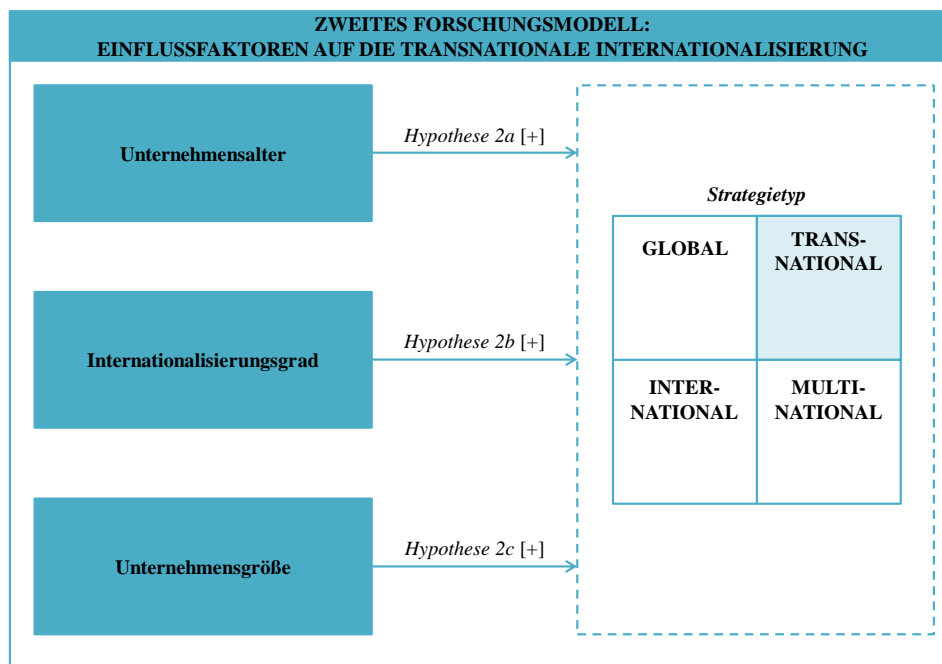 ZWEITES FORSCHUNGSMODELL:
EINFLUSSFAKTOREN AUF DIE TRANSNATIONALE INTERNATIONALISIERUNG
Unternehmensalter
Hypothese 2a [+]
Internationalisierungsgrad
Hypothese 2b [+]
Unternehmensgröße
Hypothese 2c [+]
Strategietyp
GLOBAL
TRANS-
NATIONAL
INTER-
NATIONAL
MULTI-
NATIONAL